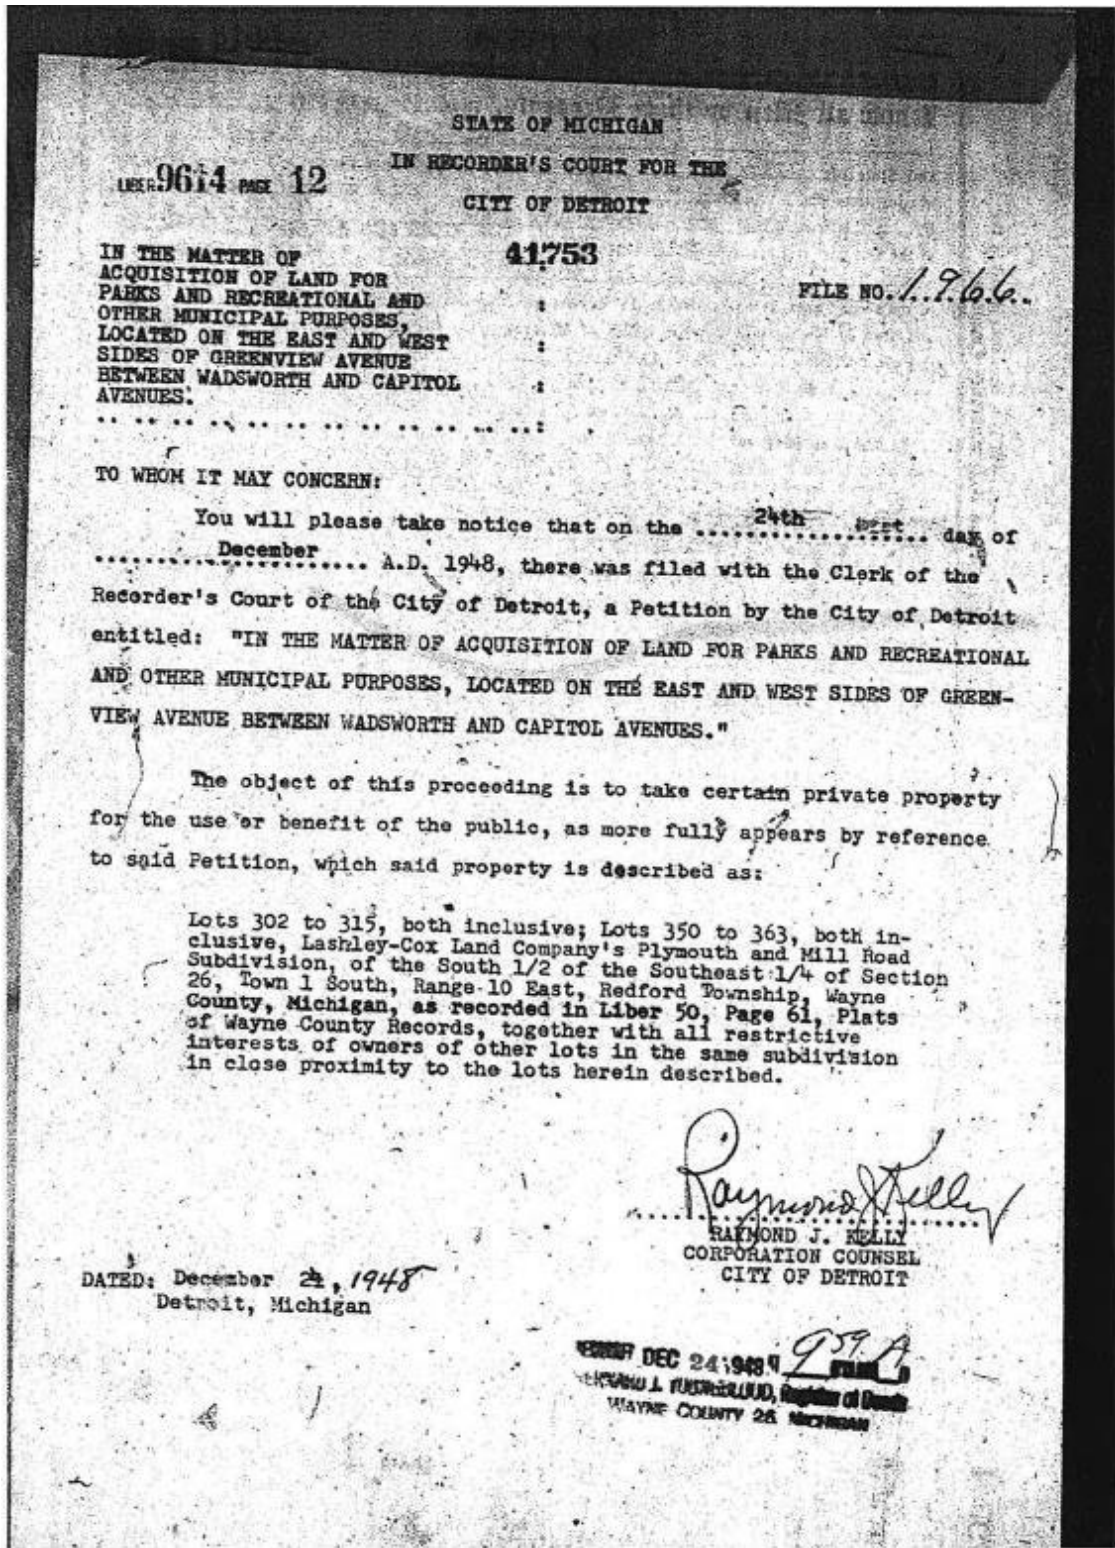 STATE OF MICHIGAN
IN RECORDER'S COURT FOR THE
LIBER 9614 PAGE 12
CITY OF DETROIT
41753
IN THE MATTER OF
ACQUISITION OF LAND FOR
PARKS AND RECREATIONAL AND
OTHER MUNICIPAL PURPOSES,
LOCATED ON THE EAST AND WEST
SIDES OF GREENVIEW AVENUE
BETWEEN WADSWORTH AND CAPITOL
AVENUES.
FILE NO. 1966
TO WHOM IT MAY CONCERN:
You will please take notice that on the 24th day of
December A.D. 1948, there was filed with the Clerk of the
Recorder's Court of the City of Detroit, a Petition by the City of Detroit
entitled: "IN THE MATTER OF ACQUISITION OF LAND FOR PARKS AND RECREATIONAL
AND OTHER MUNICIPAL PURPOSES, LOCATED ON THE EAST AND WEST SIDES OF GREEN-
VIEW AVENUE BETWEEN WADSWORTH AND CAPITOL AVENUES."
The object of this proceeding is to take certain private property
for the use or benefit of the public, as more fully appears by reference
to said Petition, which said property is described as:
Lots 302 to 315, both inclusive; Lots 350 to 363, both in-
clusive, Lashley-Cox Land Company's Plymouth and Mill Road
Subdivision, of the South 1/2 of the Southeast 1/4 of Section
26, Town 1 South, Range 10 East, Redford Township, Wayne
County, Michigan, as recorded in Liber 50, Page 61, Plats
of Wayne County Records, together with all restrictive
interests of owners of other lots in the same subdivision
in close proximity to the lots herein described.
Raymond J Kelly
RAYMOND J. KELLY
CORPORATION COUNSEL
CITY OF DETROIT
DATED: December 24, 1948
Detroit, Michigan
DEC 24 1948 9 59 A
Register of Deeds
WAYNE COUNTY 26 MICHIGAN